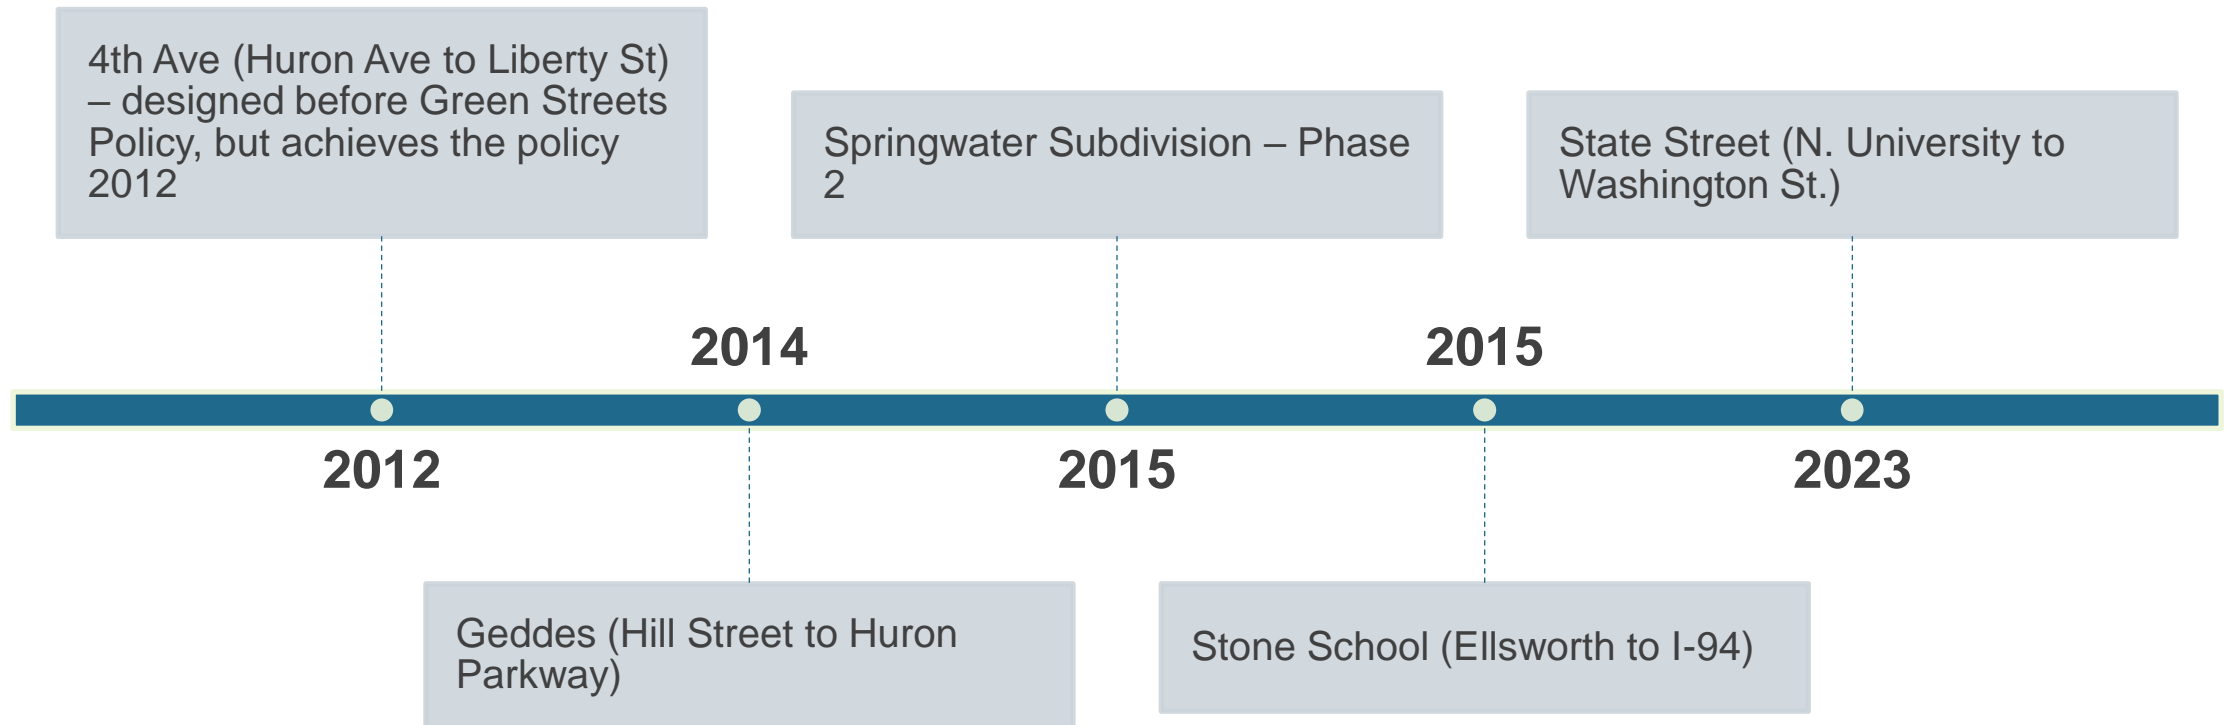 4th Ave (Huron Ave to Liberty St)
– designed before Green Streets
Policy, but achieves the policy
2012
Springwater Subdivision – Phase
2
State Street (N. University to
Washington St.)
2014
2015
2012
2015
2023
Geddes (Hill Street to Huron
Parkway)
Stone School (Ellsworth to I-94)